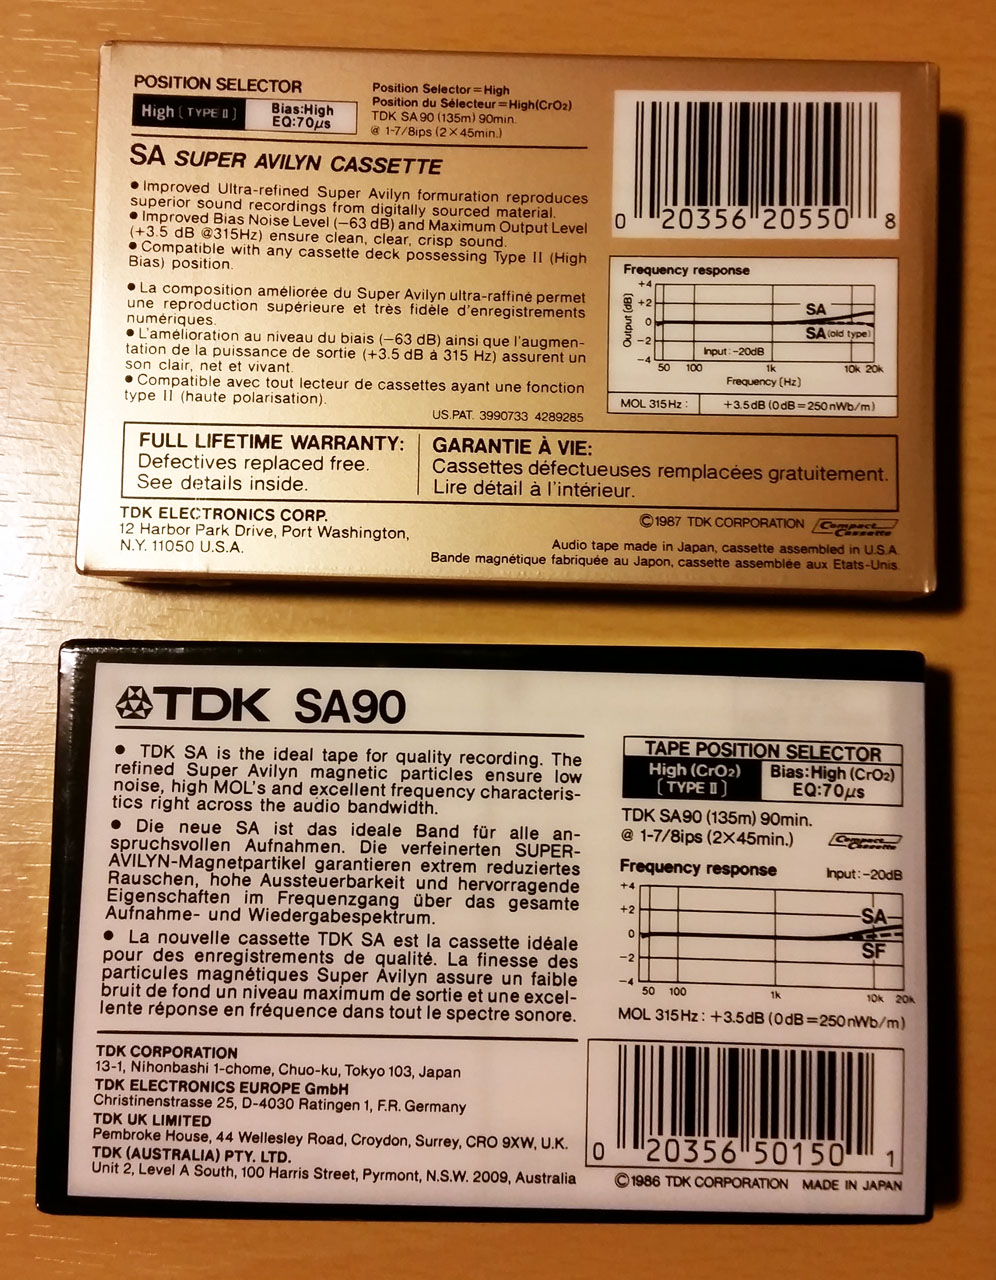 POSITION SELECTOR
High [TYPE II] Bias:High
EQ:70µs
Position Selector=High
Position du Sélecteur=High(CrO2)
TDK SA90 (135m) 90min.
@ 1-7/8ips (2×45min.)
SA SUPER AVILYN CASSETTE
● Improved Ultra-refined Super Avilyn formuration reproduces
superior sound recordings from digitally sourced material.
● Improved Bias Noise Level (−63 dB) and Maximum Output Level
(+3.5 dB @315Hz) ensure clean, clear, crisp sound.
● Compatible with any cassette deck possessing Type II (High
Bias) position.
● La composition améliorée du Super Avilyn ultra-raffiné permet
une reproduction supérieure et très fidèle d'enregistrements
numériques.
● L'amélioration au niveau du biais (−63 dB) ainsi que l'augmen-
tation de la puissance de sortie (+3.5 dB à 315 Hz) assurent un
son clair, net et vivant.
● Compatible avec tout lecteur de cassettes ayant une fonction
type II (haute polarisation).
US.PAT. 3990733 4289285
0 20356 20550 8
Frequency response
Output [dB]
+4
+2
0
−2
−4
SA
SA(old type)
Input:-20dB
50 100 1k 10k 20k
Frequency [Hz]
MOL 315Hz: +3.5dB (0dB=250nWb/m)
FULL LIFETIME WARRANTY:
Defectives replaced free.
See details inside.
GARANTIE À VIE:
Cassettes défectueuses remplacées gratuitement.
Lire détail à l'intérieur.
TDK ELECTRONICS CORP.
12 Harbor Park Drive, Port Washington,
N.Y. 11050 U.S.A.
©1987 TDK CORPORATION Compact Cassette
Audio tape made in Japan, cassette assembled in U.S.A.
Bande magnétique fabriquée au Japon, cassette assemblée aux Etats-Unis.
TDK SA90
● TDK SA is the ideal tape for quality recording. The
refined Super Avilyn magnetic particles ensure low
noise, high MOL's and excellent frequency characteris-
tics right across the audio bandwidth.
● Die neue SA ist das ideale Band für alle an-
spruchsvollen Aufnahmen. Die verfeinerten SUPER-
AVILYN-Magnetpartikel garantieren extrem reduziertes
Rauschen, hohe Aussteuerbarkeit und hervorragende
Eigenschaften im Frequenzgang über das gesamte
Aufnahme- und Wiedergabespektrum.
● La nouvelle cassette TDK SA est la cassette idéale
pour des enregistrements de qualité. La finesse des
particules magnétiques Super Avilyn assure un faible
bruit de fond un niveau maximum de sortie et une excel-
lente réponse en fréquence dans tout le spectre sonore.
TDK CORPORATION
13-1, Nihonbashi 1-chome, Chuo-ku, Tokyo 103, Japan
TDK ELECTRONICS EUROPE GmbH
Christinenstrasse 25, D-4030 Ratingen 1, F.R. Germany
TDK UK LIMITED
Pembroke House, 44 Wellesley Road, Croydon, Surrey, CRO 9XW, U.K.
TDK (AUSTRALIA) PTY. LTD.
Unit 2, Level A South, 100 Harris Street, Pyrmont, N.S.W. 2009, Australia
TAPE POSITION SELECTOR
High (CrO2)
[TYPE II]
Bias:High (CrO2)
EQ:70µs
TDK SA90 (135m) 90min.
@ 1-7/8ips (2×45min.)
Compact Cassette
Frequency response Input:-20dB
+4
+2
0
−2
−4
SA
SF
50 100 1k 10k 20k
MOL 315Hz: +3.5dB (0dB=250nWb/m)
0 20356 50150 1
©1986 TDK CORPORATION MADE IN JAPAN